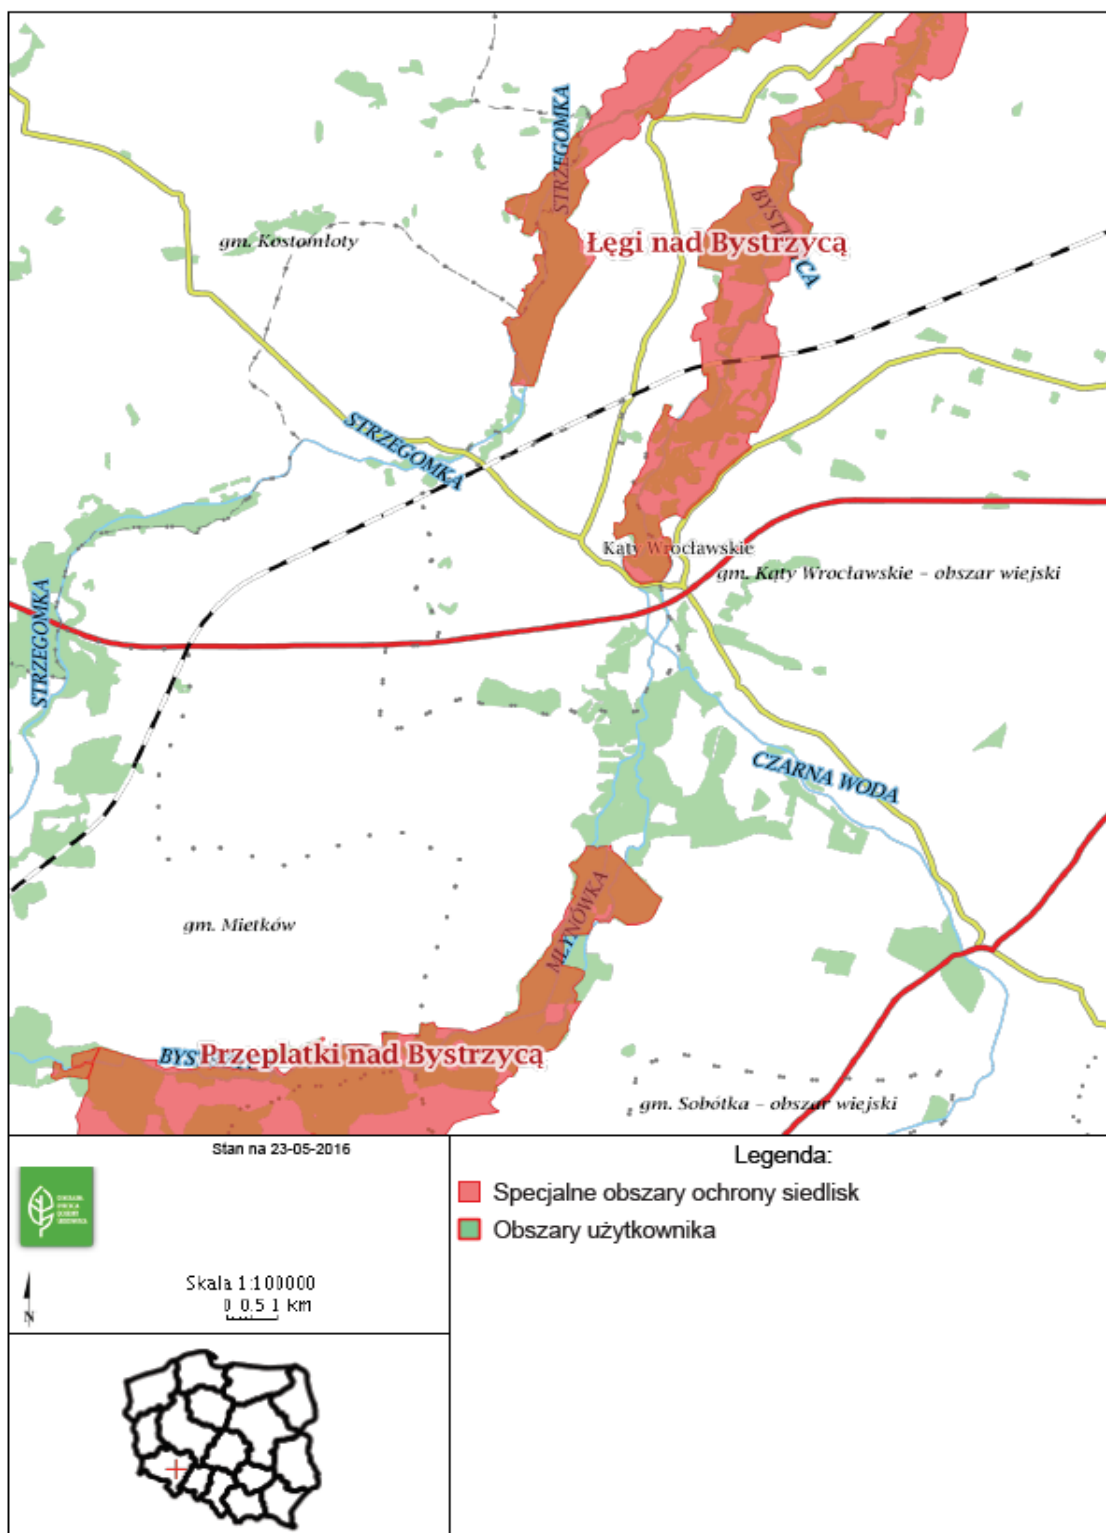 STRZEGOMKA
BYSTRZYCA
gm. Kostomłoty
Łęgi nad Bystrzycą
STRZEGOMKA
Kąty Wrocławskie
gm. Kąty Wrocławskie – obszar wiejski
STRZEGOMKA
CZARNA WODA
MŁYNÓWKA
gm. Mietków
Przeplatki nad Bystrzycą
gm. Sobótka – obszar wiejski
Stan na 23-05-2016
Legenda:
Specjalne obszary ochrony siedlisk
Obszary użytkownika
Skala 1:100000
0 0.5 1 km
N